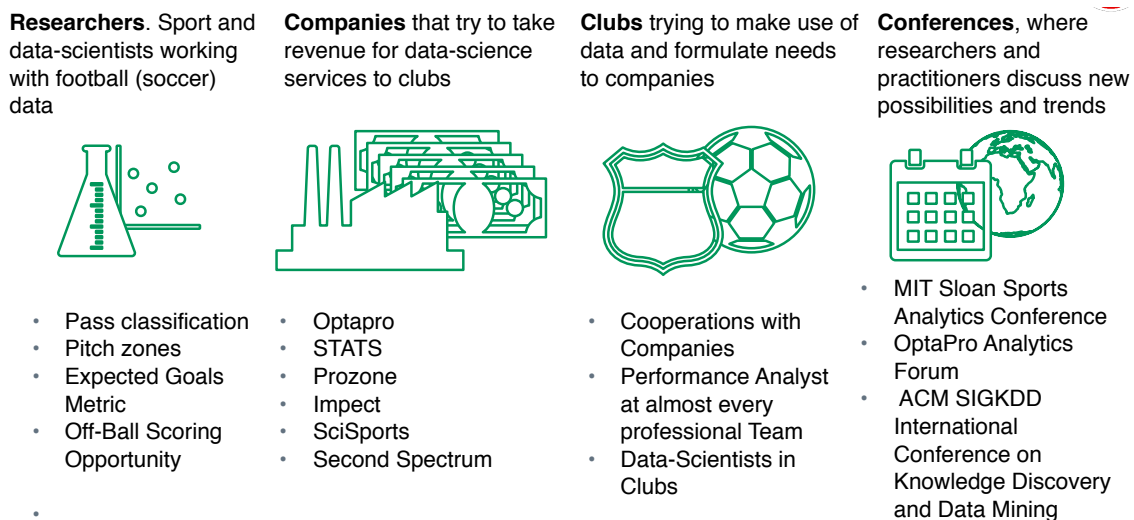 Researchers. Sport and
data-scientists working
with football (soccer)
data
Companies that try to take
revenue for data-science
services to clubs
Clubs trying to make use of
data and formulate needs
to companies
Conferences, where
researchers and
practitioners discuss new
possibilities and trends
• Pass classification
• Pitch zones
• Expected Goals
Metric
• Off-Ball Scoring
Opportunity
•
• Optapro
• STATS
• Prozone
• Impect
• SciSports
• Second Spectrum
• Cooperations with
Companies
• Performance Analyst
at almost every
professional Team
• Data-Scientists in
Clubs
• MIT Sloan Sports
Analytics Conference
• OptaPro Analytics
Forum
• ACM SIGKDD
International
Conference on
Knowledge Discovery
and Data Mining